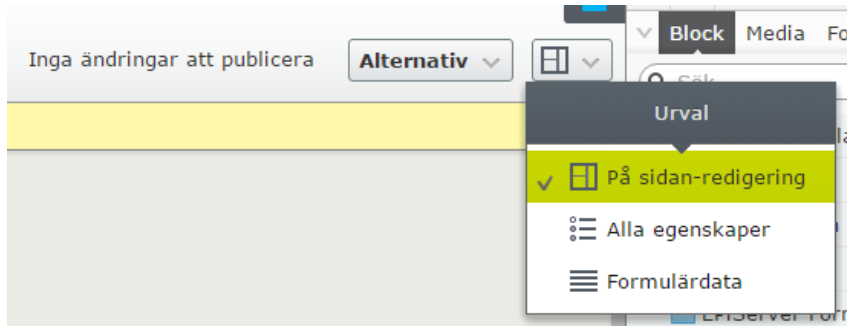 Block Media
Inga ändringar att publicera Alternativ
Urval
På sidan-redigering
Alla egenskaper
Formulärdata